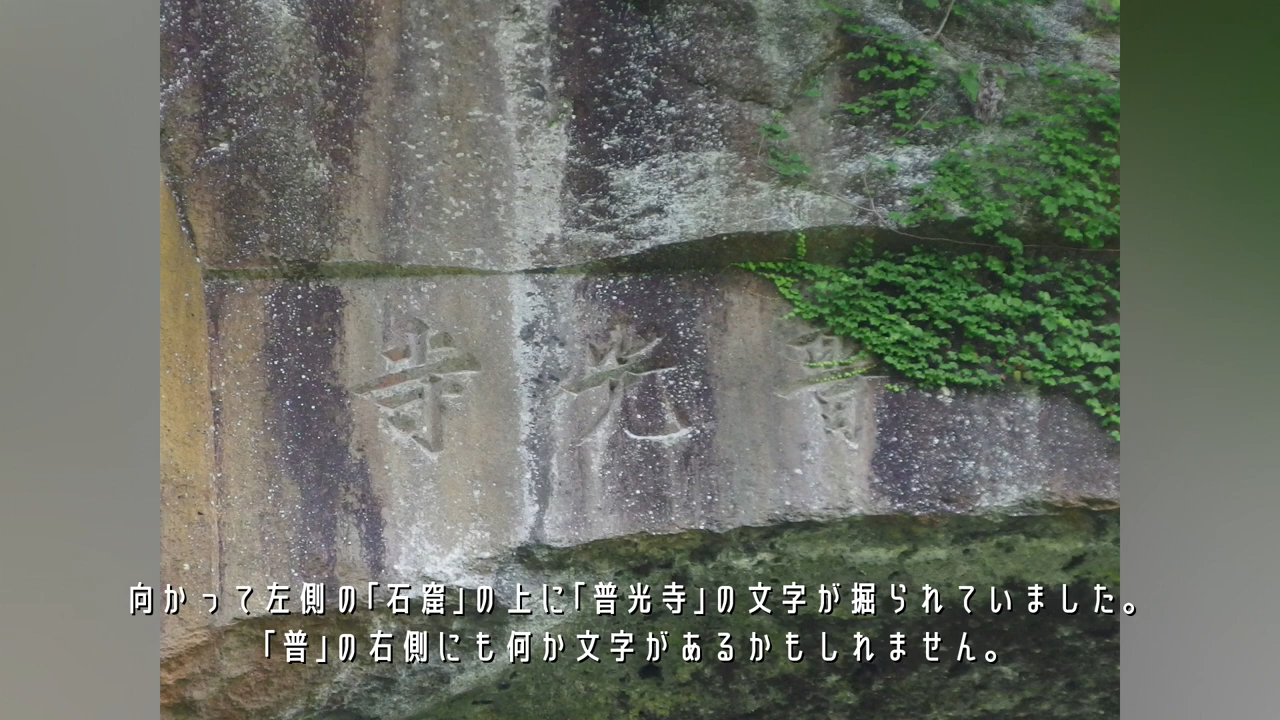 寺光普
向かって左側の「石窟」の上に「普光寺」の文字が掘られていました。
「普」の右側にも何か文字があるかもしれません。